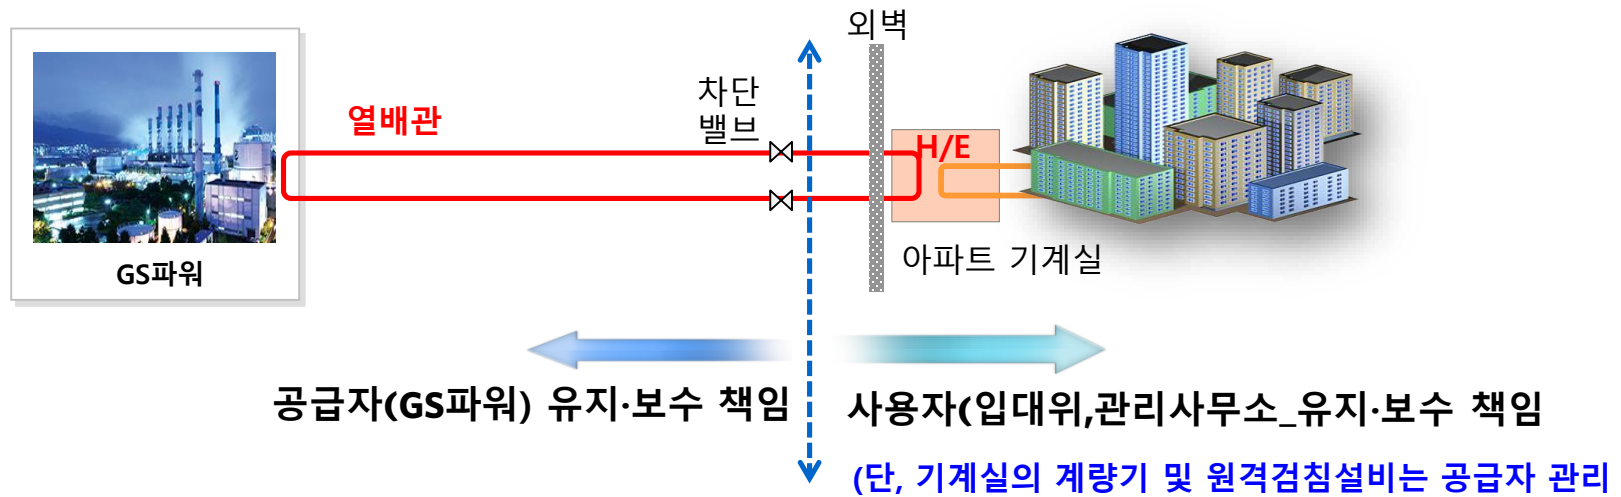 외벽
차단
밸브
열배관
H/E
아파트 기계실
GS파워
공급자(GS파워) 유지·보수 책임
사용자(입대위,관리사무소_유지·보수 책임
(단, 기계실의 계량기 및 원격검침설비는 공급자 관리